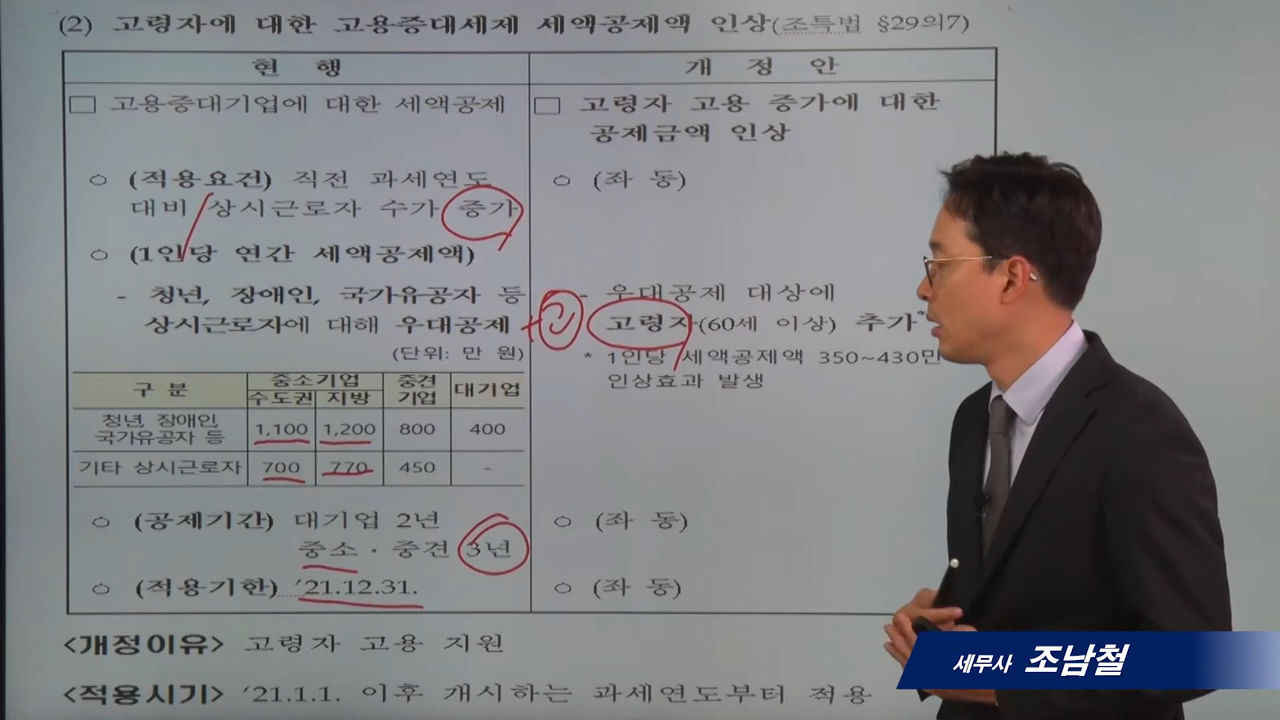 (2) 고령자에 대한 고용증대세제 세액공제액 인상(조특법 §29의7)
현 행
개 정 안
□ 고용증대기업에 대한 세액공제
□ 고령자 고용 증가에 대한
공제금액 인상
○ (적용요건) 직전 과세연도
대비 상시근로자 수가 증가
○ (좌 동)
○ (1인당 연간 세액공제액)
- 청년, 장애인, 국가유공자 등
상시근로자에 대해 우대공제
(단위: 만 원)
- 우대공제 대상에
고령자(60세 이상) 추가*
* 1인당 세액공제액 350~430만
인상효과 발생
구 분
중소기업
중견
기업
대기업
수도권
지방
청년, 장애인,
국가유공자 등
1,100
1,200
800
400
기타 상시근로자
700
770
450
-
○ (공제기간) 대기업 2년
중소·중견 3년
○ (좌 동)
○ (적용기한) '21.12.31.
○ (좌 동)
<개정이유> 고령자 고용 지원
<적용시기> '21.1.1. 이후 개시하는 과세연도부터 적용
세무사 조남철